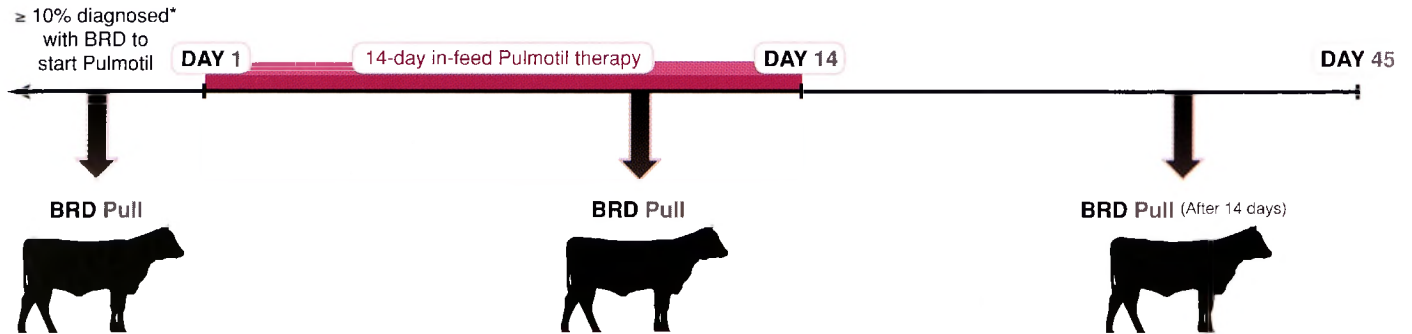 ≥ 10% diagnosed*
with BRD to
start Pulmotil
DAY 1
14-day in-feed Pulmotil therapy
DAY 14
DAY 45
BRD Pull
BRD Pull
BRD Pull (After 14 days)